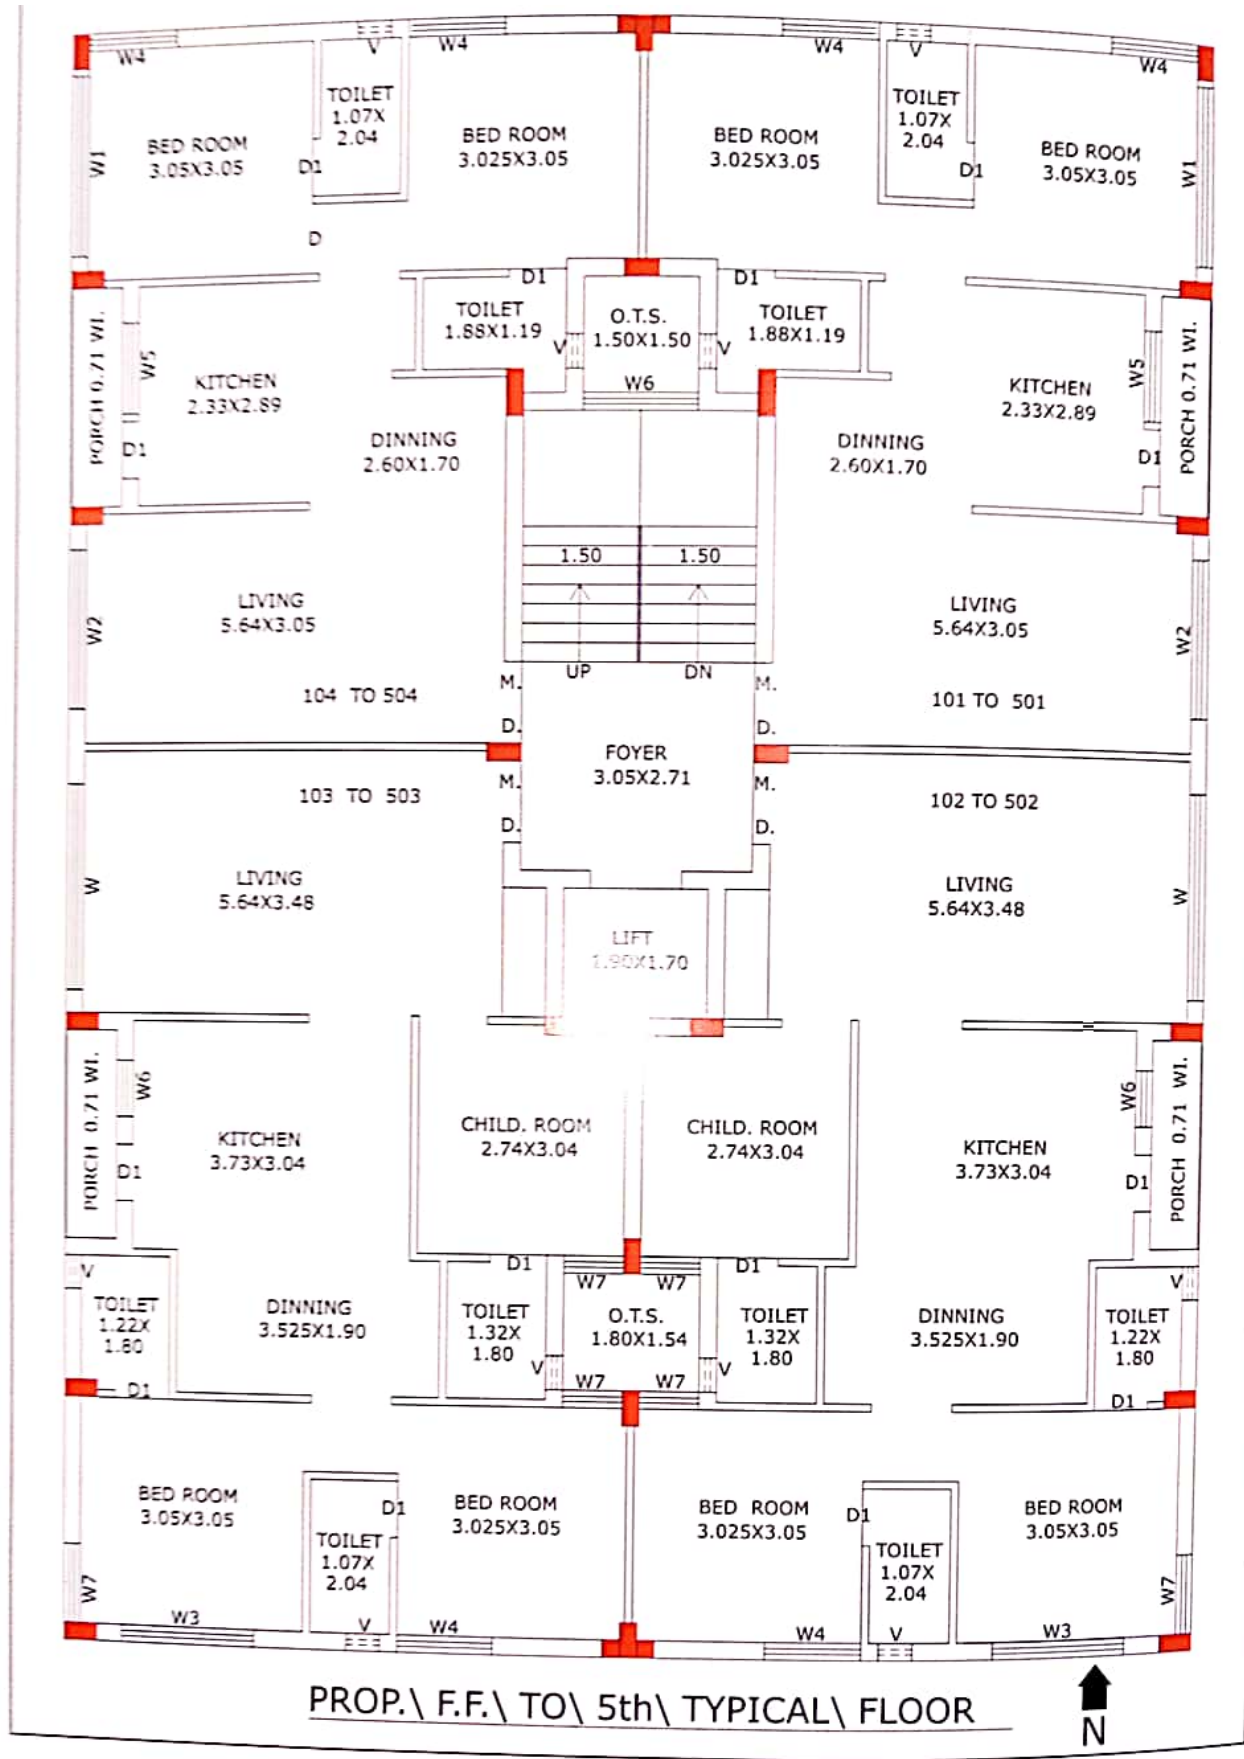 W4
V
W4
W4
V
W4
TOILET
1.07X
2.04
TOILET
1.07X
2.04
BED ROOM
3.05X3.05
BED ROOM
3.025X3.05
BED ROOM
3.025X3.05
BED ROOM
3.05X3.05
W1
D1
D1
W1
D
D1
D1
TOILET
1.88X1.19
O.T.S.
1.50X1.50
TOILET
1.88X1.19
V
V
W6
PORCH 0.71 WI.
W5
D1
KITCHEN
2.33X2.89
KITCHEN
2.33X2.89
W5
D1
PORCH 0.71 WI.
DINNING
2.60X1.70
DINNING
2.60X1.70
1.50
1.50
UP
DN
LIVING
5.64X3.05
LIVING
5.64X3.05
W2
W2
104 TO 504
M.
D.
M.
D.
101 TO 501
FOYER
3.05X2.71
103 TO 503
M.
D.
M.
D.
102 TO 502
W
LIVING
5.64X3.48
LIVING
5.64X3.48
W
LIFT
1.90X1.70
PORCH 0.71 WI.
W6
D1
KITCHEN
3.73X3.04
CHILD. ROOM
2.74X3.04
CHILD. ROOM
2.74X3.04
KITCHEN
3.73X3.04
W6
D1
PORCH 0.71 WI.
V
TOILET
1.22X
1.80
D1
DINNING
3.525X1.90
D1
TOILET
1.32X
1.80
V
W7
W7
O.T.S.
1.80X1.54
W7
W7
D1
TOILET
1.32X
1.80
V
DINNING
3.525X1.90
V
TOILET
1.22X
1.80
D1
BED ROOM
3.05X3.05
D1
BED ROOM
3.025X3.05
BED ROOM
3.025X3.05
D1
BED ROOM
3.05X3.05
TOILET
1.07X
2.04
TOILET
1.07X
2.04
W7
W7
W3
V
W4
W4
V
W3
PROP.\ F.F.\ TO\ 5th\ TYPICAL\ FLOOR
N